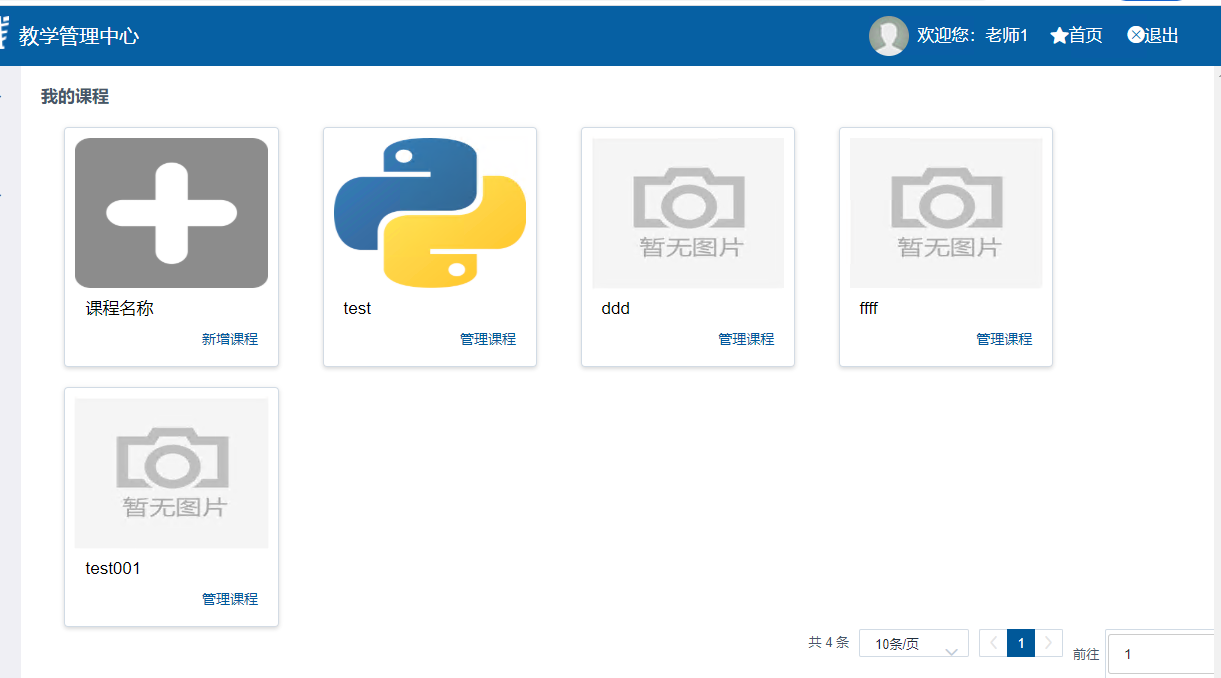 教学管理中心
欢迎您：老师1 首页 退出
我的课程
暂无图片 暂无图片
课程名称 test ddd ffff
新增课程 管理课程 管理课程 管理课程
暂无图片
test001
管理课程
共 4 条 10条/页 1 前往 1